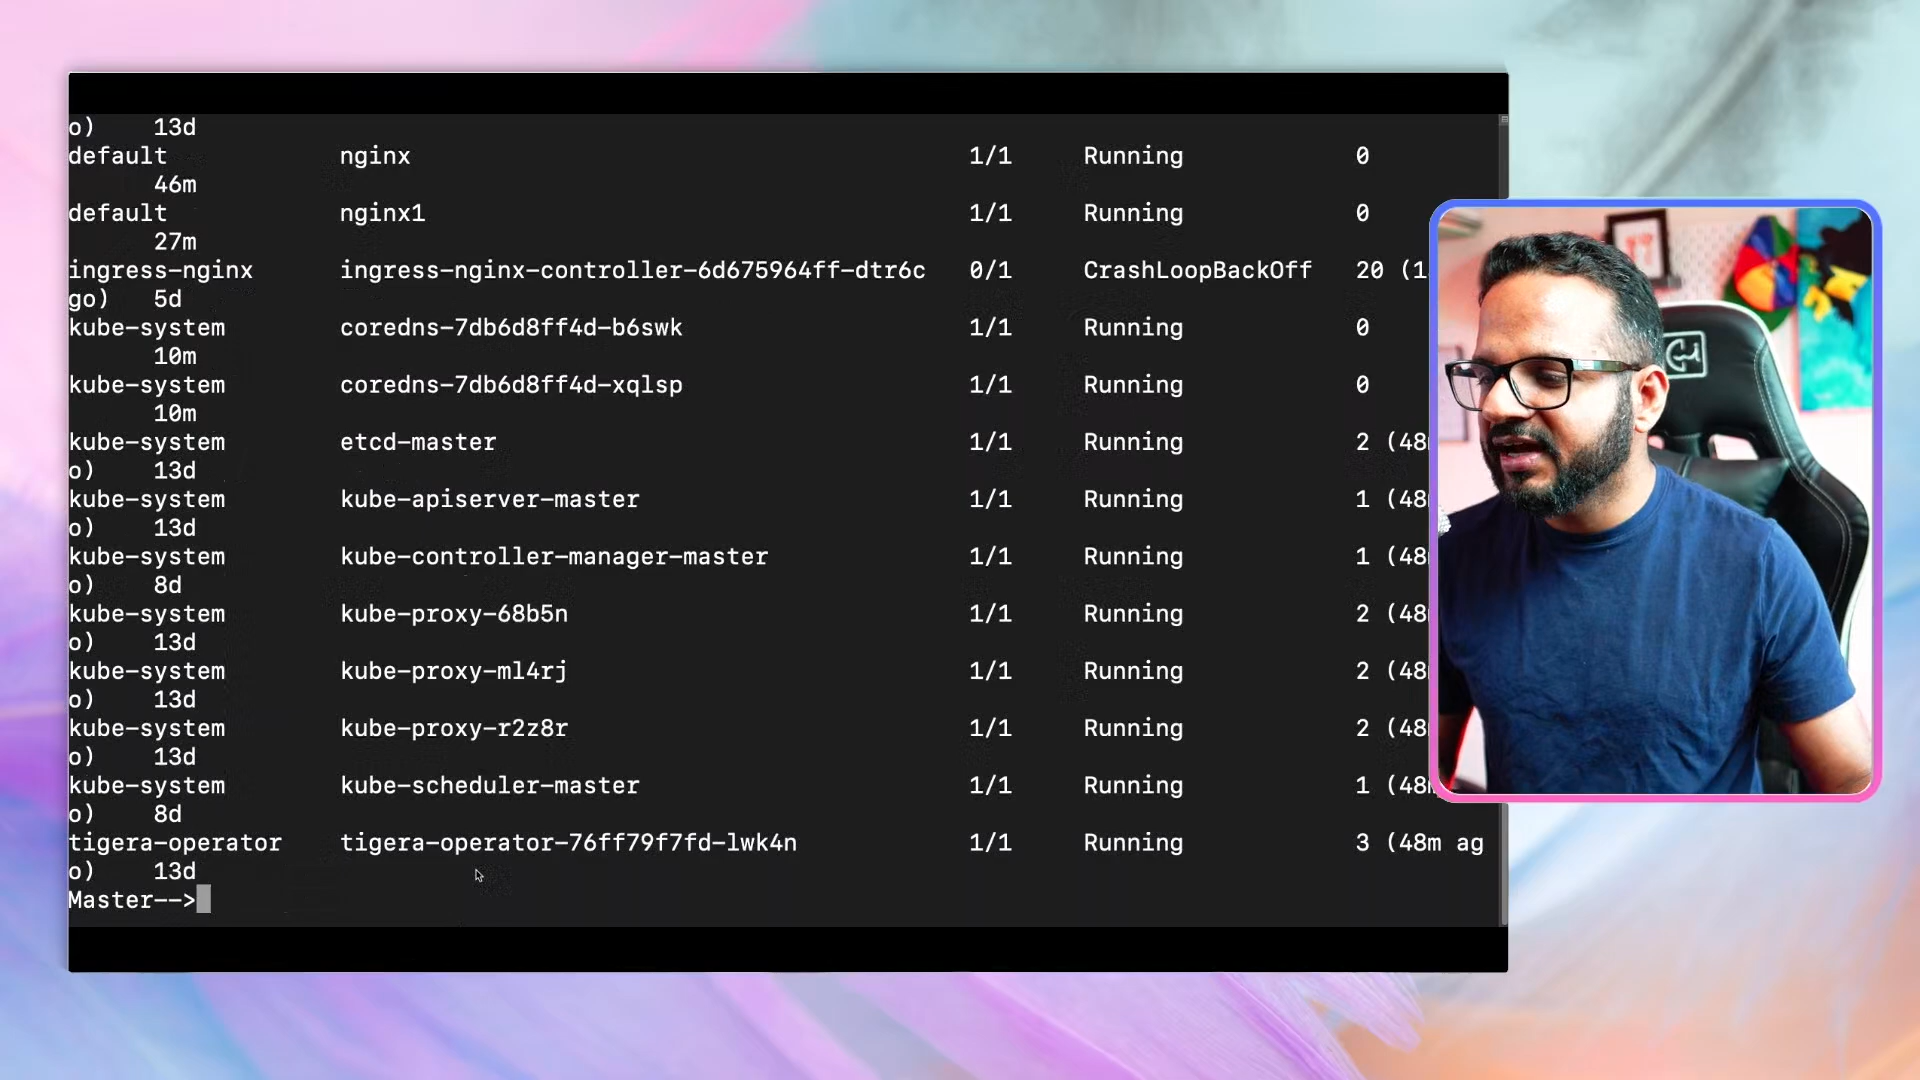 o)    13d
default            nginx                                       1/1     Running            0
      46m
default            nginx1                                      1/1     Running            0
      27m
ingress-nginx      ingress-nginx-controller-6d675964ff-dtr6c   0/1     CrashLoopBackOff   20 (1
go)   5d
kube-system        coredns-7db6d8ff4d-b6swk                    1/1     Running            0
      10m
kube-system        coredns-7db6d8ff4d-xqlsp                    1/1     Running            0
      10m
kube-system        etcd-master                                 1/1     Running            2 (48
o)    13d
kube-system        kube-apiserver-master                       1/1     Running            1 (48
o)    13d
kube-system        kube-controller-manager-master              1/1     Running            1 (48
o)    8d
kube-system        kube-proxy-68b5n                            1/1     Running            2 (48
o)    13d
kube-system        kube-proxy-ml4rj                            1/1     Running            2 (48
o)    13d
kube-system        kube-proxy-r2z8r                            1/1     Running            2 (48
o)    13d
kube-system        kube-scheduler-master                       1/1     Running            1 (48
o)    8d
tigera-operator    tigera-operator-76ff79f7fd-lwk4n            1/1     Running            3 (48m ag
o)    13d
Master-->